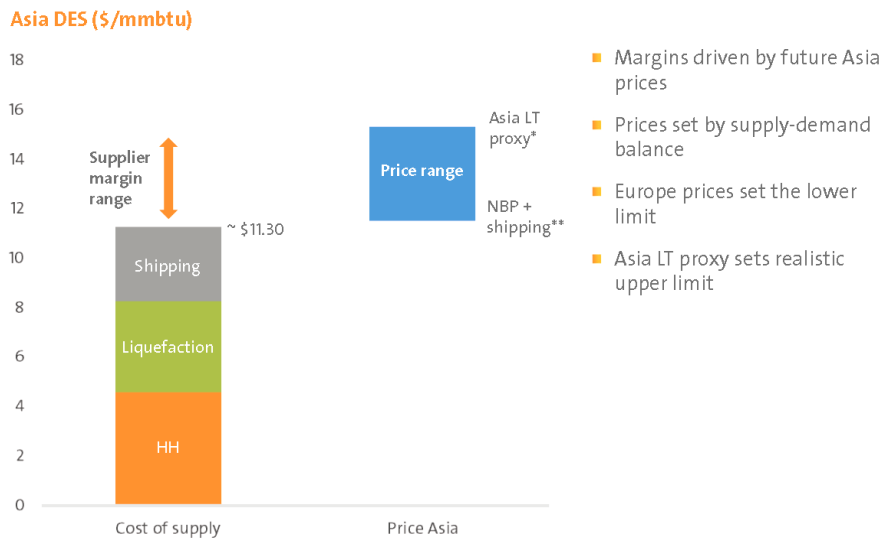 Asia DES ($/mmbtu)
18
16
14
12
10
8
6
4
2
0
Supplier
margin
range
~ $11.30
Shipping
Liquefaction
HH
Cost of supply
Asia LT
proxy*
Price range
NBP +
shipping**
Price Asia
Margins driven by future Asia
prices
Prices set by supply-demand
balance
Europe prices set the lower
limit
Asia LT proxy sets realistic
upper limit